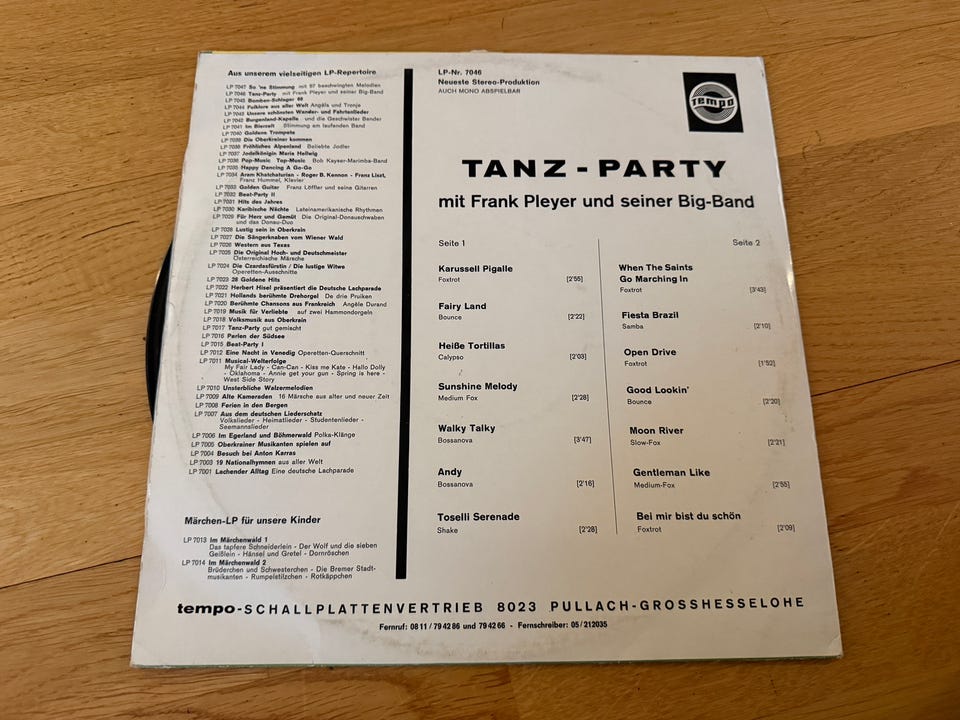 Aus unserem vielseitigen LP-Repertoire
LP 7047 So 'ne Stimmung mit 97 beschwingten Melodien
LP 7046 Tanz-Party mit Frank Pleyer und seiner Big-Band
LP 7045 Bomben-Schlager 68
LP 7044 Folklore aus aller Welt Angéla und Tronje
LP 7043 Unsere schönsten Wander- und Fahrtenlieder
LP 7042 Burgenland-Kapelle und die Geschwister Bender
LP 7041 Im Bierzelt Stimmung am laufenden Band
LP 7040 Goldene Trompete
LP 7039 Die Oberkrainer kommen
LP 7038 Fröhliches Alpenland Beliebte Jodler
LP 7037 Jodelkönigin Maria Hellwig
LP 7036 Pop-Music Top-Music Bob Kayser-Marimba-Band
LP 7035 Happy Dancing A Go-Go
LP 7034 Aram Khatchaturian - Roger B. Kennon - Franz Liszt,
Franz Hummel, Klavier
LP 7033 Golden Guitar Franz Löffler und seine Gitarren
LP 7032 Beat-Party II
LP 7031 Hits des Jahres
LP 7030 Karibische Nächte Lateinamerikanische Rhythmen
LP 7029 Für Herz und Gemüt Die Original-Donauschwaben
und das Donau-Duo
LP 7028 Lustig sein in Oberkrain
LP 7027 Die Sängerknaben vom Wiener Wald
LP 7026 Western aus Texas
LP 7025 Die Original Hoch- und Deutschmeister
Österreichische Märsche
LP 7024 Die Czardasfürstin / Die lustige Witwe
Operetten-Ausschnitte
LP 7023 28 Goldene Hits
LP 7022 Herbert Hisel präsentiert die Deutsche Lachparade
LP 7021 Hollands berühmte Drehorgel De drie Pruiken
LP 7020 Berühmte Chansons aus Frankreich Angèle Durand
LP 7019 Musik für Verliebte auf zwei Hammondorgeln
LP 7018 Volksmusik aus Oberkrain
LP 7017 Tanz-Party gut gemischt
LP 7016 Perlen der Südsee
LP 7015 Beat-Party I
LP 7012 Eine Nacht in Venedig Operetten-Querschnitt
LP 7011 Musical-Welterfolge
My Fair Lady - Can-Can - Kiss me Kate - Hallo Dolly
- Oklahoma - Annie get your gun - Spring is here -
West Side Story
LP 7010 Unsterbliche Walzermelodien
LP 7009 Alte Kameraden 16 Märsche aus alter und neuer Zeit
LP 7008 Ferien in den Bergen
LP 7007 Aus dem deutschen Liederschatz
Volkslieder - Heimatlieder - Studentenlieder -
Seemannslieder
LP 7006 Im Egerland und Böhmerwald Polka-Klänge
LP 7005 Oberkrainer Musikanten spielen auf
LP 7004 Besuch bei Anton Karras
LP 7003 19 Nationalhymnen aus aller Welt
LP 7001 Lachender Alltag Eine deutsche Lachparade
Märchen-LP für unsere Kinder
LP 7013 Im Märchenwald 1
Das tapfere Schneiderlein - Der Wolf und die sieben
Geißlein - Hänsel und Gretel - Dornröschen
LP 7014 Im Märchenwald 2
Brüderchen und Schwesterchen - Die Bremer Stadt-
musikanten - Rumpelstilzchen - Rotkäppchen
LP-Nr. 7046
Neueste Stereo-Produktion
AUCH MONO ABSPIELBAR
tempo
TANZ - PARTY
mit Frank Pleyer und seiner Big-Band
Seite 1
Karussell Pigalle
Foxtrot [2'55]
Fairy Land
Bounce [2'22]
Heiße Tortillas
Calypso [2'03]
Sunshine Melody
Medium Fox [2'28]
Walky Talky
Bossanova [3'47]
Andy
Bossanova [2'16]
Toselli Serenade
Shake [2'28]
Seite 2
When The Saints
Go Marching In
Foxtrot [3'43]
Fiesta Brazil
Samba [2'10]
Open Drive
Foxtrot [1'52]
Good Lookin'
Bounce [2'20]
Moon River
Slow-Fox [2'21]
Gentleman Like
Medium-Fox [2'55]
Bei mir bist du schön
Foxtrot [2'09]
tempo-SCHALLPLATTENVERTRIEB 8023 PULLACH-GROSSHESSELOHE
Fernruf: 0811/794286 und 794266 - Fernschreiber: 05/212035